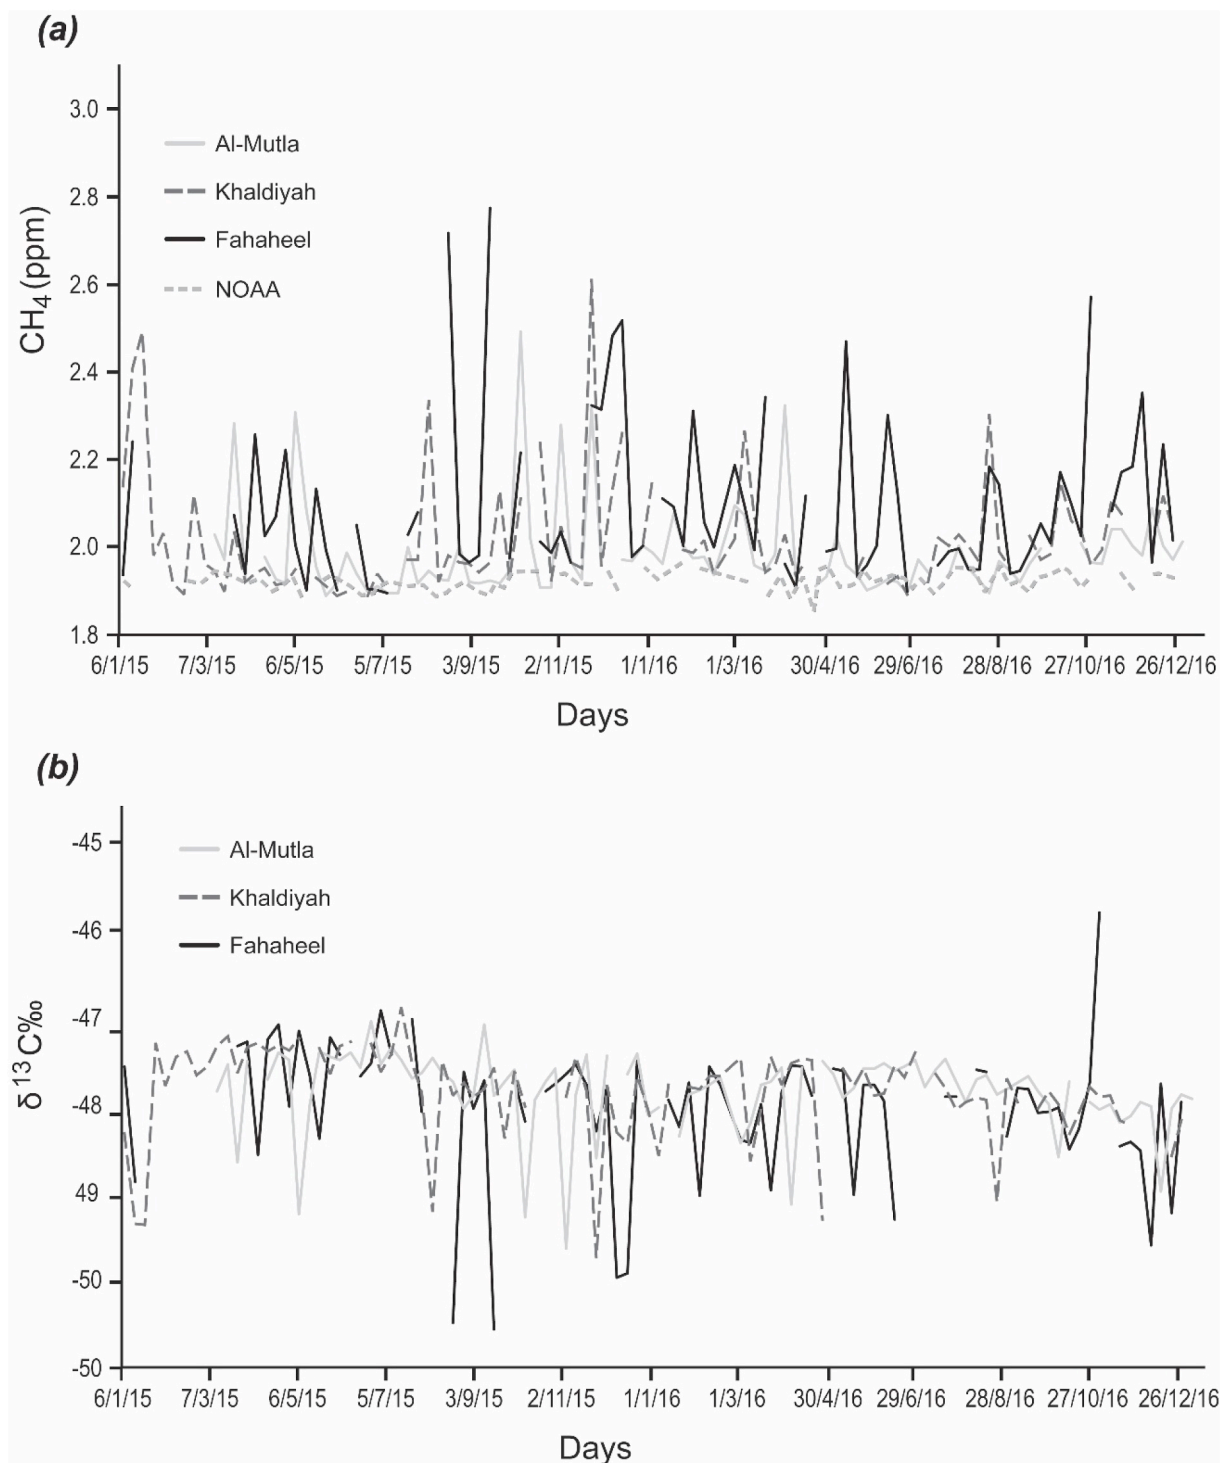 (a)
3.0
2.8
2.6
2.4
2.2
2.0
1.8
CH4 (ppm)
Al-Mutla
Khaldiyah
Fahaheel
NOAA
6/1/15 7/3/15 6/5/15 5/7/15 3/9/15 2/11/15 1/1/16 1/3/16 30/4/16 29/6/16 28/8/16 27/10/16 26/12/16
Days
(b)
-45
-46
-47
-48
49
-50
-50
δ13C‰
Al-Mutla
Khaldiyah
Fahaheel
6/1/15 7/3/15 6/5/15 5/7/15 3/9/15 2/11/15 1/1/16 1/3/16 30/4/16 29/6/16 28/8/16 27/10/16 26/12/16
Days